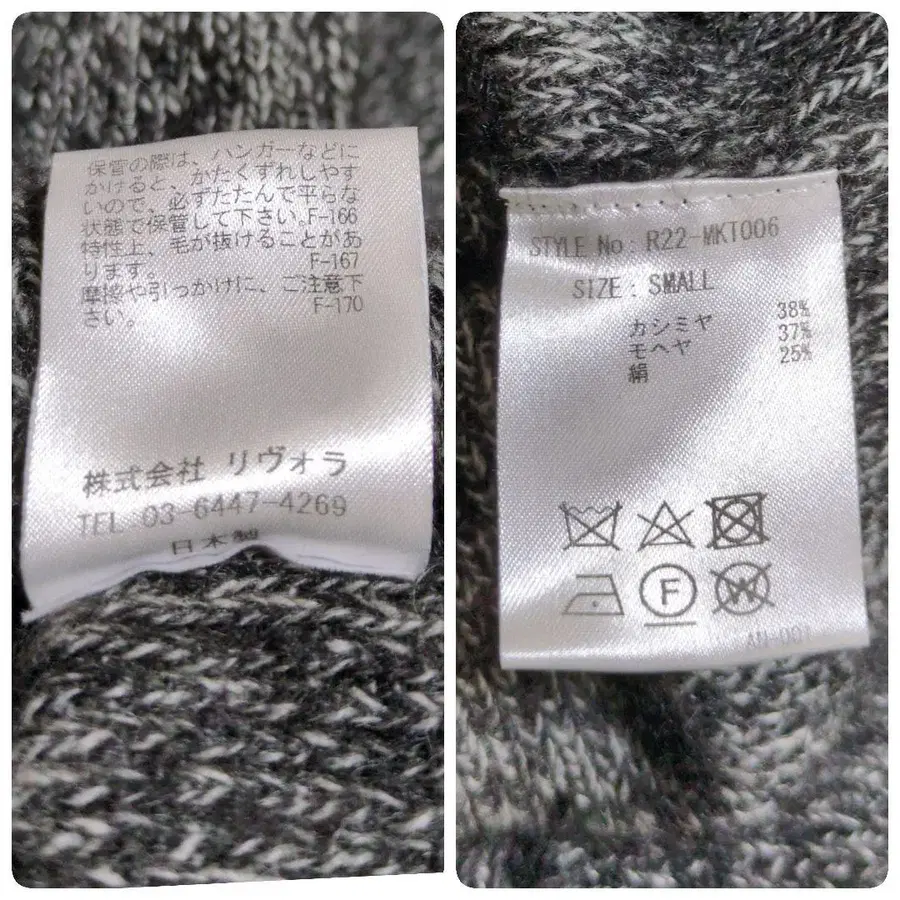 保管の際は、ハンガーなどに
かけると、かたくずれしやす
いので、必ずたたんで平らな
状態で保管して下さい。F-166
特性上、毛が抜けることがあ
ります。 F-167
摩擦や引っかけに、ご注意下
さい。 F-170
株式会社 リヴォラ
TEL 03-6447-4269
日本製
STYLE No : R22-MKT006
SIZE : SMALL
カシミヤ 38%
モヘヤ 37%
絹 25%
F
W
AN-001